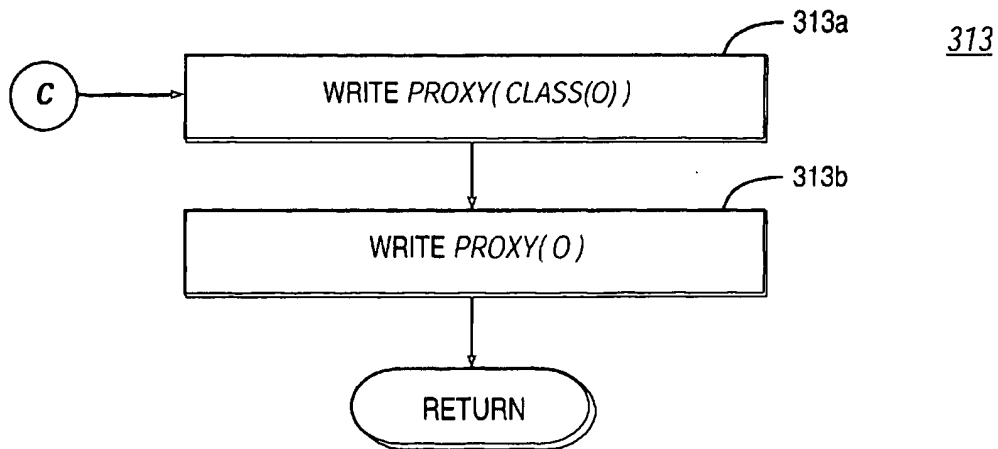 313a
313
C
WRITE PROXY(CLASS(O))
313b
WRITE PROXY(O)
RETURN